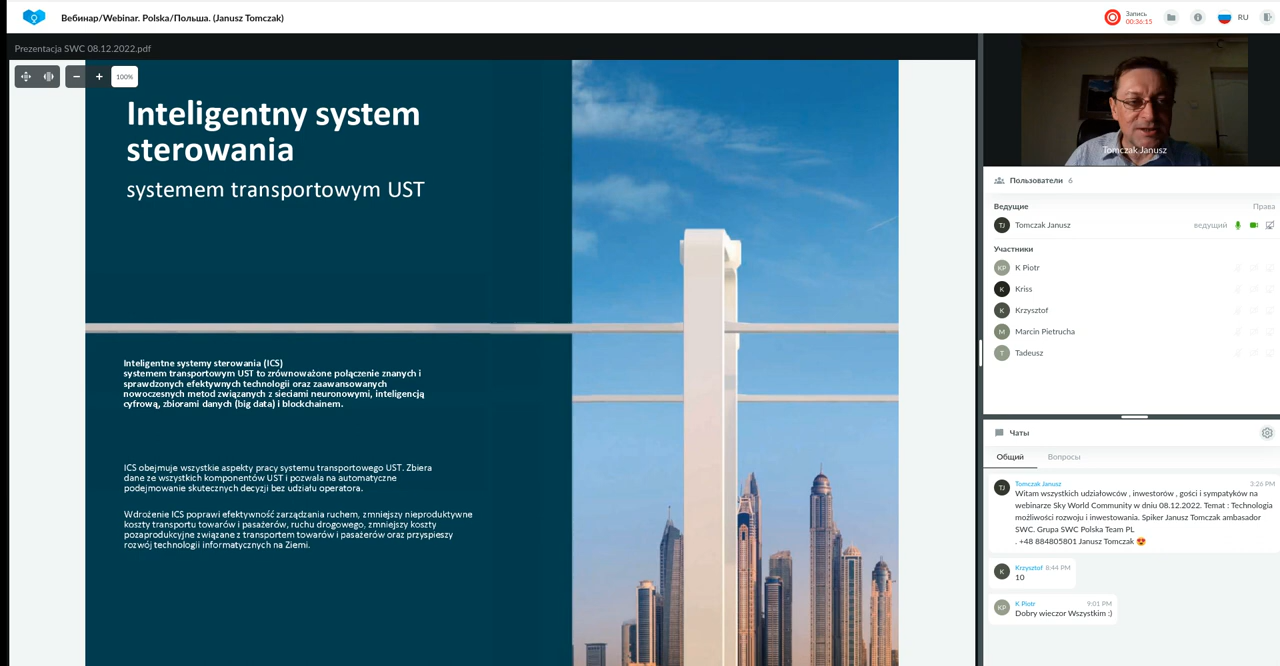 Вебинар/Webinar. Polska/Польша. (Janusz Tomczak)
Запись
00:36:15
RU
Prezentacja SWC 08.12.2022.pdf
100%
Inteligentny system
sterowania
systemem transportowym UST
Inteligentne systemy sterowania (ICS)
systemem transportowym UST to zrównoważone połączenie znanych i
sprawdzonych efektywnych technologii oraz zaawansowanych
nowoczesnych metod związanych z sieciami neuronowymi, inteligencją
cyfrową, zbiorami danych (big data) i blockchainem.
ICS obejmuje wszystkie aspekty pracy systemu transportowego UST. Zbiera
dane ze wszystkich komponentów UST i pozwala na automatyczne
podejmowanie skutecznych decyzji bez udziału operatora.
Wdrożenie ICS poprawi efektywność zarządzania ruchem, zmniejszy nieproduktywne
koszty transportu towarów i pasażerów, ruchu drogowego, zmniejszy koszty
pozaprodukcyjne związane z transportem towarów i pasażerów oraz przyspieszy
rozwój technologii informatycznych na Ziemi.
Tomczak Janusz
Пользователи 6
Ведущие Права
TJ Tomczak Janusz ведущий
Участники
KP K Piotr
K Kriss
K Krzysztof
M Marcin Pietrucha
T Tadeusz
Чаты
Общий Вопросы
TJ Tomczak Janusz 3:26 PM
Witam wszystkich udziałowców , inwestorów , gości i sympatyków na
webinarze Sky World Community w dniu 08.12.2022. Temat : Technologia
możliwości rozwoju i inwestowania. Spiker Janusz Tomczak ambasador
SWC. Grupa SWC Polska Team PL
. +48 884805801 Janusz Tomczak 😍
K Krzysztof 8:44 PM
10
KP K Piotr 9:01 PM
Dobry wieczor Wszystkim :)